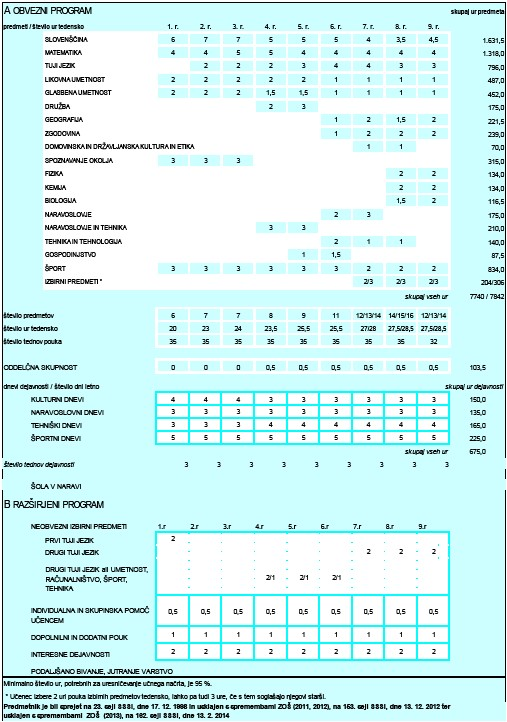 A OBVEZNI PROGRAM skupaj ur predmeta
predmeti / število ur tedensko 1. r. 2. r. 3. r. 4. r. 5. r. 6. r. 7. r. 8. r. 9. r.
SLOVENŠČINA 6 7 7 5 5 5 4 3,5 4,5 1.631,5
MATEMATIKA 4 4 5 5 4 4 4 4 4 1.318,0
TUJI JEZIK 2 2 2 3 4 4 3 3 796,0
LIKOVNA UMETNOST 2 2 2 2 2 1 1 1 1 487,0
GLASBENA UMETNOST 2 2 2 1,5 1,5 1 1 1 1 452,0
DRUŽBA 2 3 175,0
GEOGRAFIJA 1 2 1,5 2 221,5
ZGODOVINA 1 2 2 2 239,0
DOMOVINSKA IN DRŽAVLJANSKA KULTURA IN ETIKA 1 1 70,0
SPOZNAVANJE OKOLJA 3 3 3 315,0
FIZIKA 2 2 134,0
KEMIJA 2 2 134,0
BIOLOGIJA 1,5 2 116,5
NARAVOSLOVJE 2 3 175,0
NARAVOSLOVJE IN TEHNIKA 3 3 210,0
TEHNIKA IN TEHNOLOGIJA 2 1 1 140,0
GOSPODINJSTVO 1 1,5 87,5
ŠPORT 3 3 3 3 3 3 2 2 2 834,0
IZBIRNI PREDMETI * 2/3 2/3 2/3 204/306
skupaj vseh ur 7740 / 7842
število predmetov 6 7 7 8 9 11 12/13/14 14/15/16 12/13/14
število ur tedensko 20 23 24 23,5 25,5 25,5 27/28 27,5/28,5 27,5/28,5
število tednov pouka 35 35 35 35 35 35 35 35 32
ODDELČNA SKUPNOST 0 0 0 0,5 0,5 0,5 0,5 0,5 0,5 103,5
dnevi dejavnosti / število dni letno skupaj ur dejavnosti
KULTURNI DNEVI 4 4 4 3 3 3 3 3 3 150,0
NARAVOSLOVNI DNEVI 3 3 3 3 3 3 3 3 3 135,0
TEHNIŠKI DNEVI 3 3 3 4 4 4 4 4 4 165,0
ŠPORTNI DNEVI 5 5 5 5 5 5 5 5 5 225,0
skupaj vseh ur 675,0
število tednov dejavnosti 3 3 3 3 3 3 3 3 3
ŠOLA V NARAVI
B RAZŠIRJENI PROGRAM
NEOBVEZNI IZBIRNI PREDMETI 1.r 2.r 3.r 4. r 5.r 6.r 7.r 8.r 9.r
PRVI TUJI JEZIK 2
DRUGI TUJI JEZIK 2 2 2
DRUGI TUJI JEZIK ali UMETNOST,
RAČUNALNIŠTVO, ŠPORT, 2/1 2/1 2/1
TEHNIKA
INDIVIDUALNA IN SKUPINSKA POMOČ 0,5 0,5 0,5 0,5 0,5 0,5 0,5 0,5 0,5
UČENCEM
DOPOLNILNI IN DODATNI POUK 1 1 1 1 1 1 1 1 1
INTERESNE DEJAVNOSTI 2 2 2 2 2 2 2 2 2
PODALJŠANO BIVANJE, JUTRANJE VARSTVO
Minimalno število ur, potrebnih za uresničevanje učnega načrta, je 95 %.
* Učenec izbere 2 uri pouka izbirnih predmetov tedensko, lahko pa tudi 3 ure, če s tem soglašajo njegovi starši.
Predmetnik je bil sprejet na 23. seji SSSI, dne 17. 12. 1998 in usklajen s spremembami ZOŠ (2011, 2012), na 153. seji SSSI, dne 13. 12. 2012 ter
usklajen s spremembami ZOŠ (2013), na 162. seji SSSI, dne 13. 2. 2014